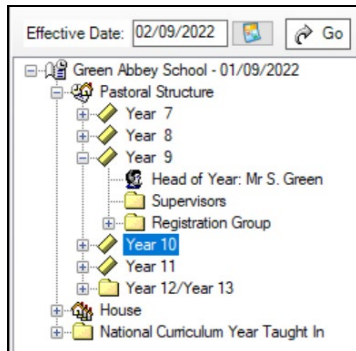 Effective Date: 02/09/2022 Go
Green Abbey School - 01/09/2022
Pastoral Structure
Year 7
Year 8
Year 9
Head of Year: Mr S. Green
Supervisors
Registration Group
Year 10
Year 11
Year 12/Year 13
House
National Curriculum Year Taught In